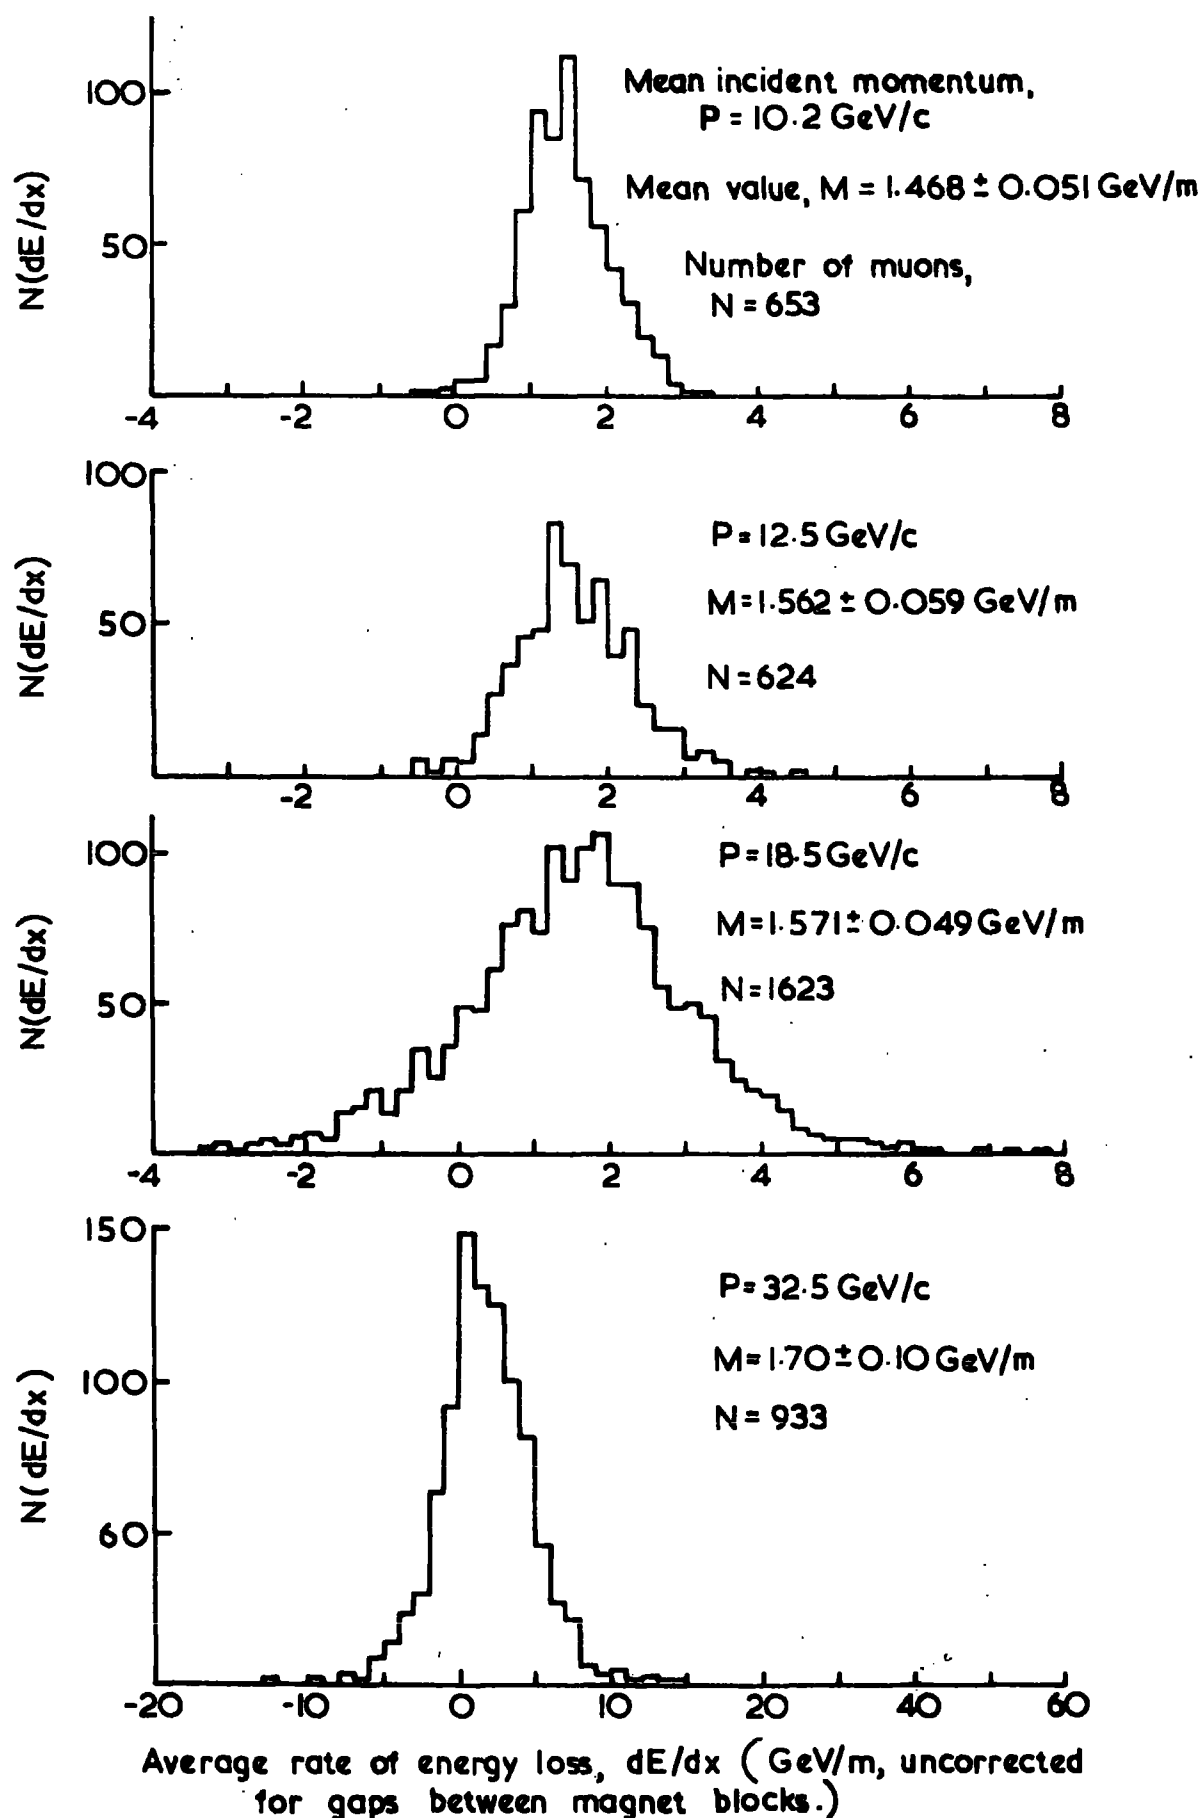 100
50
N(dE/dx)
Mean incident momentum,
P = 10.2 GeV/c
Mean value, M = 1.468 ± 0.051 GeV/m
Number of muons,
N = 653
-4 -2 0 2 4 6 8
100
50
N(dE/dx)
P = 12.5 GeV/c
M = 1.562 ± 0.059 GeV/m
N = 624
-2 0 2 4 6 8
100
50
N(dE/dx)
P = 18.5 GeV/c
M = 1.571 ± 0.049 GeV/m
N = 1623
-4 -2 0 2 4 6 8
150
100
60
N(dE/dx)
P = 32.5 GeV/c
M = 1.70 ± 0.10 GeV/m
N = 933
-20 -10 0 10 20 40 60
Average rate of energy loss, dE/dx (GeV/m, uncorrected
for gaps between magnet blocks.)